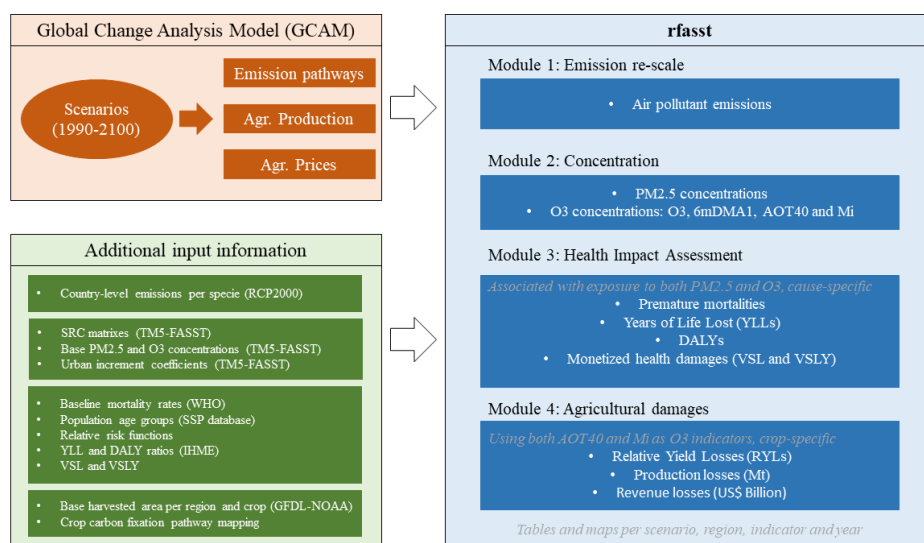 Global Change Analysis Model (GCAM)
Scenarios
(1990-2100)
Emission pathways
Agr. Production
Agr. Prices
Additional input information
• Country-level emissions per specie (RCP2000)
• SRC matrixes (TM5-FASST)
• Base PM2.5 and O3 concentrations (TM5-FASST)
• Urban increment coefficients (TM5-FASST)
• Baseline mortality rates (WHO)
• Population age groups (SSP database)
• Relative risk functions
• YLL and DALY ratios (IHME)
• VSL and VSLY
• Base harvested area per region and crop (GFDL-NOAA)
• Crop carbon fixation pathway mapping
rfasst
Module 1: Emission re-scale
• Air pollutant emissions
Module 2: Concentration
• PM2.5 concentrations
• O3 concentrations: O3, 6mDMA1, AOT40 and Mi
Module 3: Health Impact Assessment
Associated with exposure to both PM2.5 and O3, cause-specific
• Premature mortalities
• Years of Life Lost (YLLs)
• DALYs
• Monetized health damages (VSL and VSLY)
Module 4: Agricultural damages
Using both AOT40 and Mi as O3 indicators, crop-specific
• Relative Yield Losses (RYLs)
• Production losses (Mt)
• Revenue losses (US$ Billion)
Tables and maps per scenario, region, indicator and year